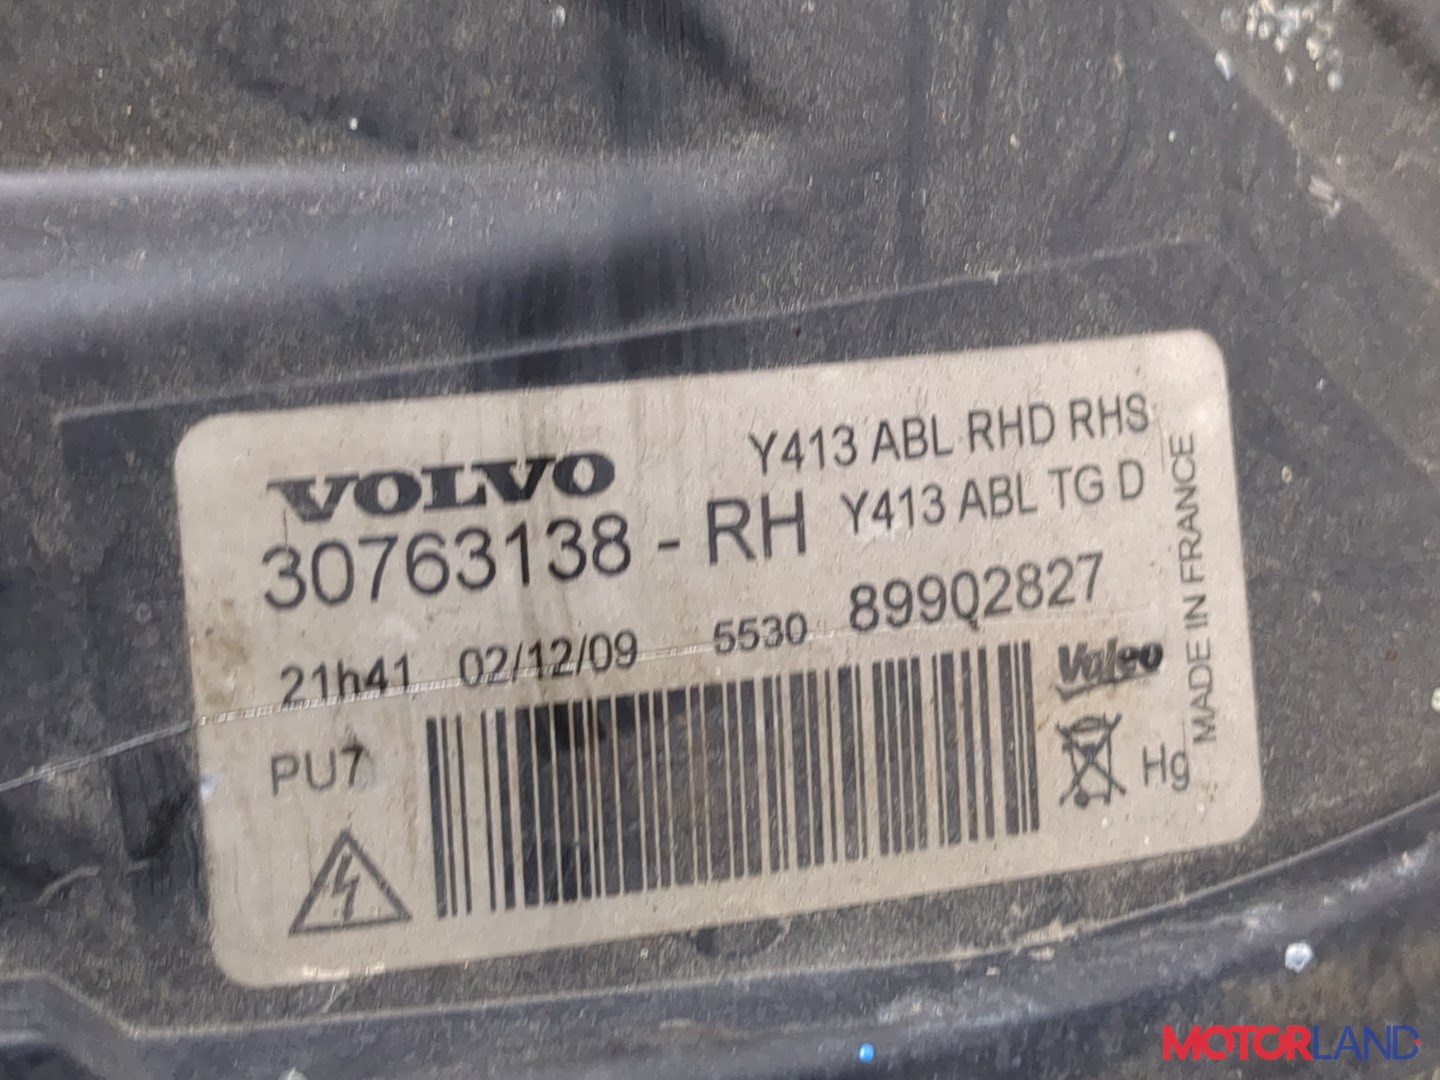 VOLVO
Y413 ABL RHD RHS
30763138 - RH
Y413 ABL TG D
21h41 02/12/09 5530 89902827
Valeo
PU7
Hg
MADE IN FRANCE
MOTORLAND